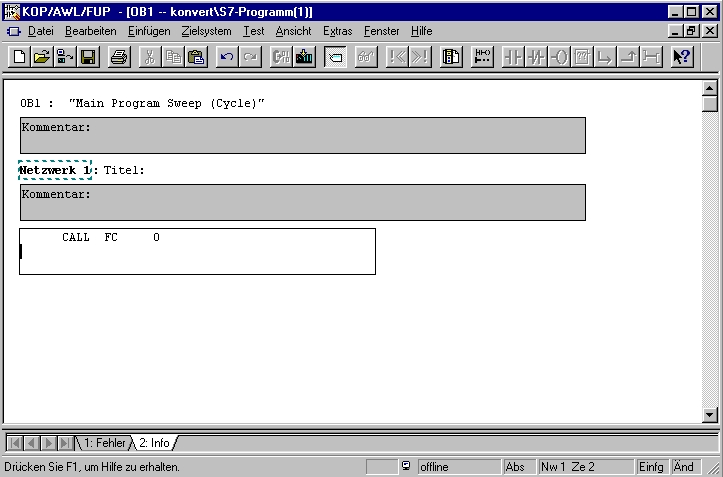 KOP/AWL/FUP - [OB1 -- konvert\S7-Programm(1)]
Datei Bearbeiten Einfügen Zielsystem Test Ansicht Extras Fenster Hilfe
OB1 : "Main Program Sweep (Cycle)"
Kommentar:
Netzwerk 1: Titel:
Kommentar:
CALL FC 0
1: Fehler 2: Info
Drücken Sie F1, um Hilfe zu erhalten. offline Abs Nw 1 Ze 2 Einfg Änd